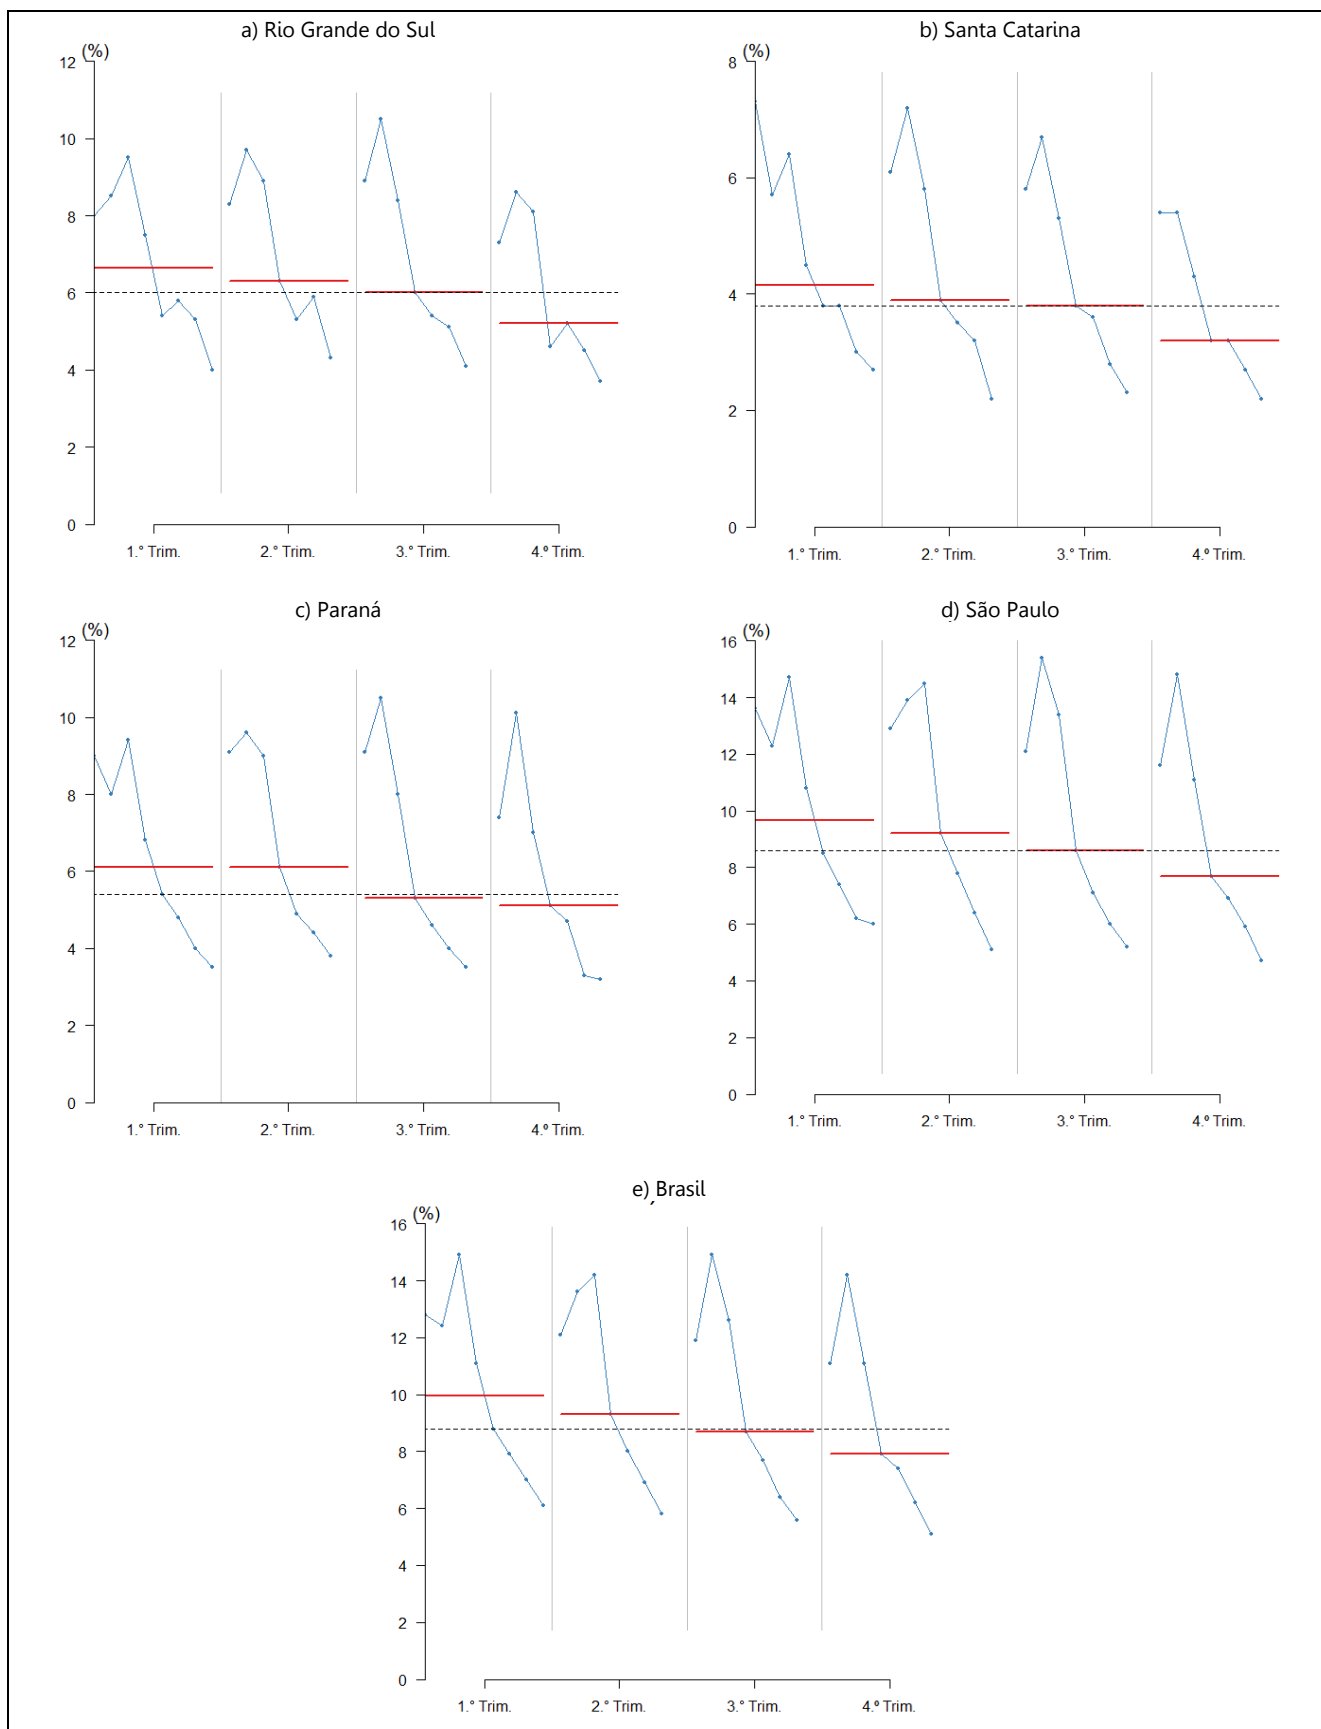 a) Rio Grande do Sul
(%)
12
10
8
6
4
2
0
1.° Trim.
2.° Trim.
3.° Trim.
4.º Trim.
b) Santa Catarina
(%)
8
6
4
2
0
1.° Trim.
2.° Trim.
3.° Trim.
4.º Trim.
c) Paraná
(%)
12
10
8
6
4
2
0
1.° Trim.
2.° Trim.
3.° Trim.
4.º Trim.
d) São Paulo
(%)
16
14
12
10
8
6
4
2
0
1.° Trim.
2.° Trim.
3.° Trim.
4.º Trim.
e) Brasil
(%)
16
14
12
10
8
6
4
2
0
1.° Trim.
2.° Trim.
3.° Trim.
4.º Trim.